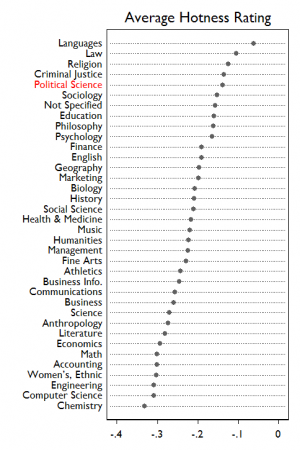 Average Hotness Rating
Languages
Law
Religion
Criminal Justice
Political Science
Sociology
Not Specified
Education
Philosophy
Psychology
Finance
English
Geography
Marketing
Biology
History
Social Science
Health & Medicine
Music
Humanities
Management
Fine Arts
Athletics
Business Info.
Communications
Business
Science
Anthropology
Literature
Economics
Math
Accounting
Women's, Ethnic
Engineering
Computer Science
Chemistry
-.4 -.3 -.2 -.1 0